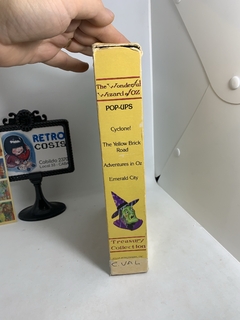 The Wonderful
Wizard of Oz
POP-UPS
Cyclone!
The Yellow Brick
Road
Adventures in Oz
Emerald City
Treasury
Collection
RETRO
COSIS